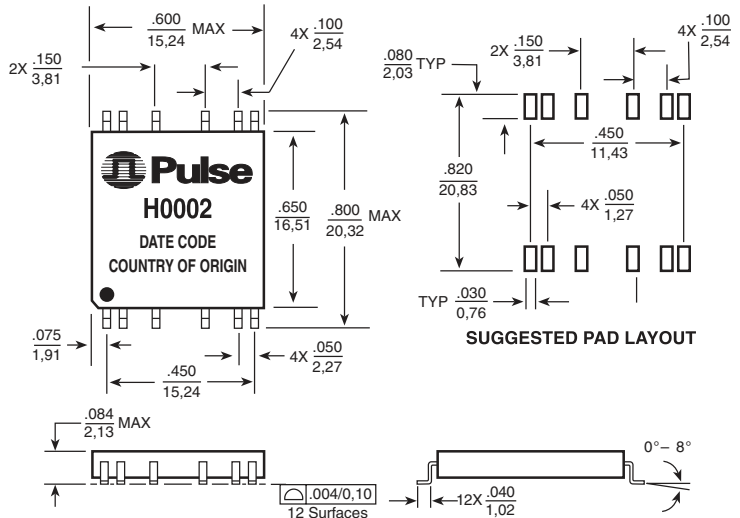 .600
15,24 MAX
4X .100
2,54
2X .150
3,81
Pulse
H0002
DATE CODE
COUNTRY OF ORIGIN
.650
16,51
.800
20,32 MAX
.075
1,91
4X .050
2,27
.450
15,24
.080
2,03 TYP
2X .150
3,81
4X .100
2,54
.450
11,43
.820
20,83
4X .050
1,27
TYP .030
0,76
SUGGESTED PAD LAYOUT
.084
2,13 MAX
.004/0,10
12 Surfaces
12X .040
1,02
0°– 8°